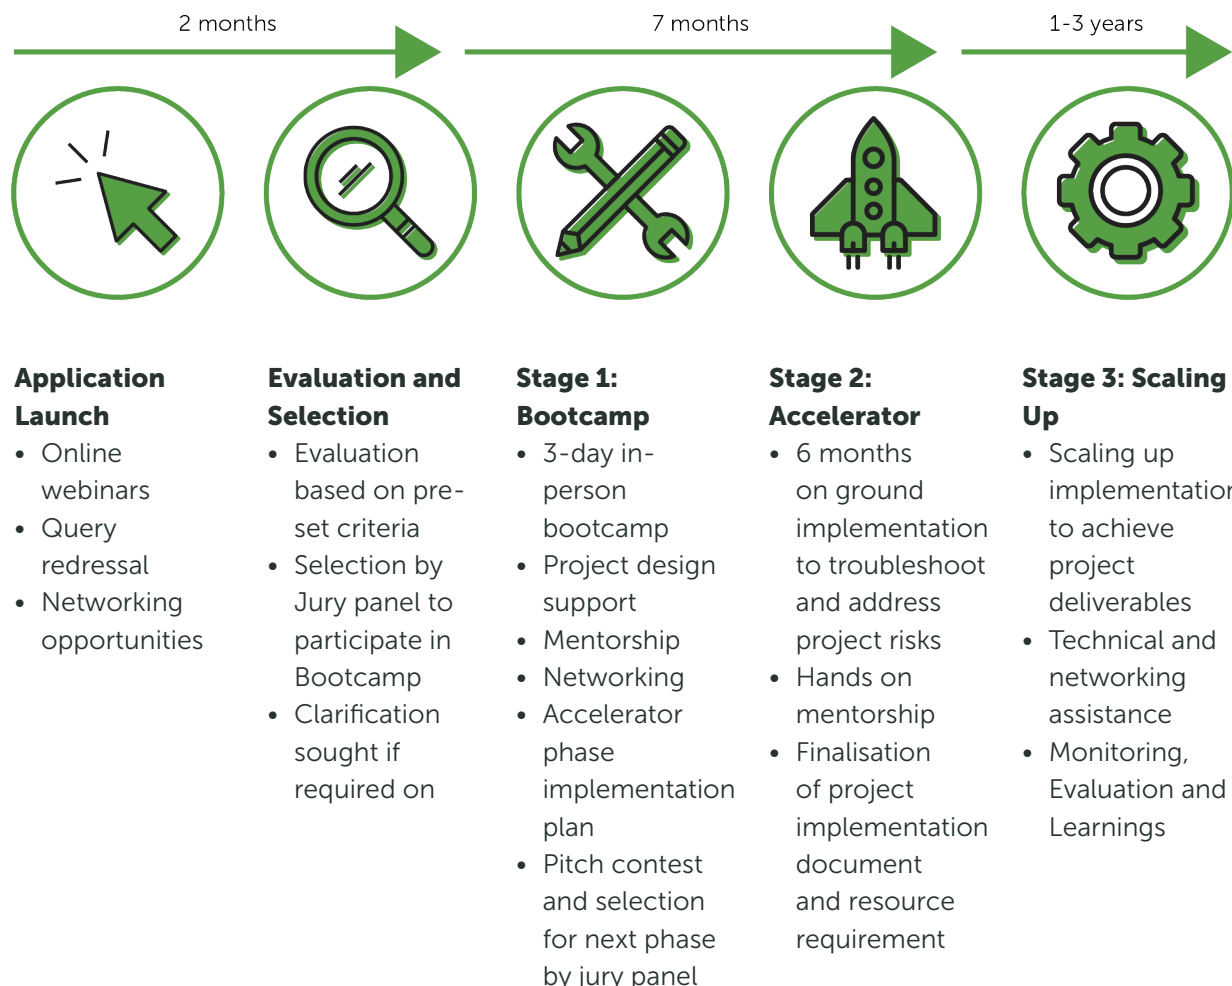 2 months
7 months
1-3 years
Application
Launch
• Online
webinars
• Query
redressal
• Networking
opportunities
Evaluation and
Selection
• Evaluation
based on pre-
set criteria
• Selection by
Jury panel to
participate in
Bootcamp
• Clarification
sought if
required on
Stage 1:
Bootcamp
• 3-day in-
person
bootcamp
• Project design
support
• Mentorship
• Networking
• Accelerator
phase
implementation
plan
• Pitch contest
and selection
for next phase
by jury panel
Stage 2:
Accelerator
• 6 months
on ground
implementation
to troubleshoot
and address
project risks
• Hands on
mentorship
• Finalisation
of project
implementation
document
and resource
requirement
Stage 3: Scaling
Up
• Scaling up
implementation
to achieve
project
deliverables
• Technical and
networking
assistance
• Monitoring,
Evaluation and
Learnings